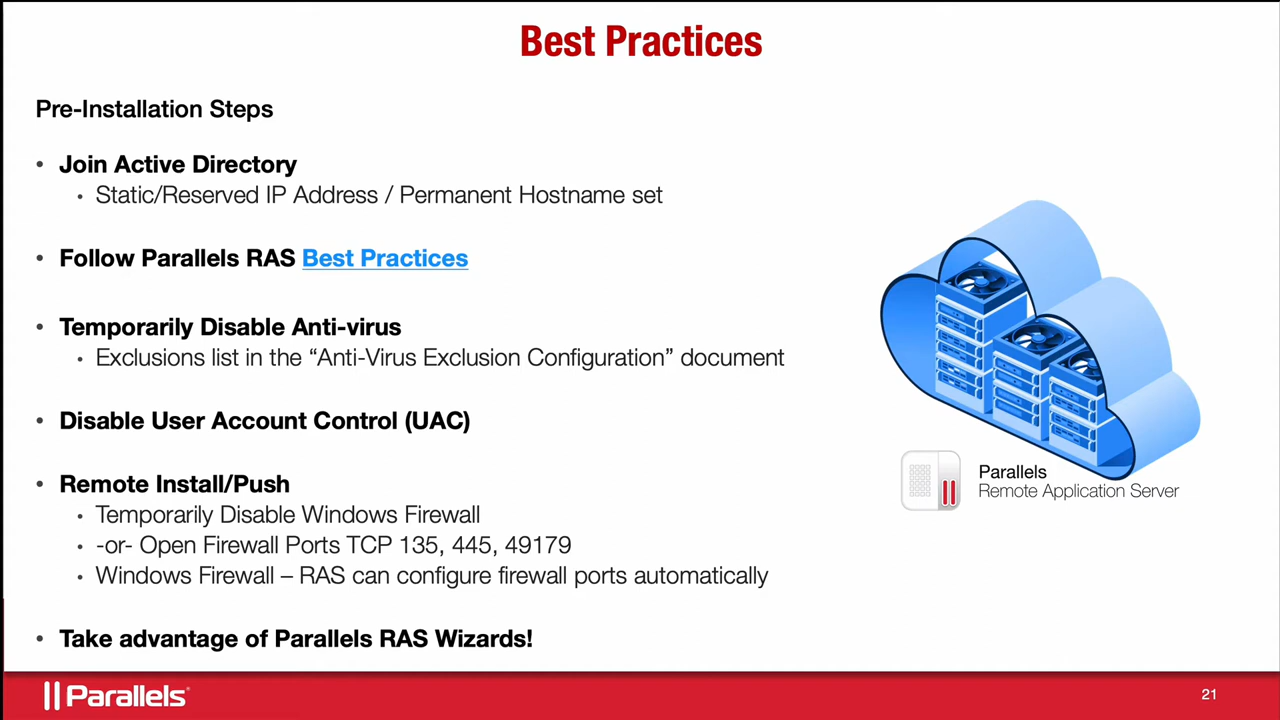 Best Practices
Pre-Installation Steps
• Join Active Directory
• Static/Reserved IP Address / Permanent Hostname set
• Follow Parallels RAS Best Practices
• Temporarily Disable Anti-virus
• Exclusions list in the “Anti-Virus Exclusion Configuration” document
• Disable User Account Control (UAC)
• Remote Install/Push
• Temporarily Disable Windows Firewall
• -or- Open Firewall Ports TCP 135, 445, 49179
• Windows Firewall – RAS can configure firewall ports automatically
• Take advantage of Parallels RAS Wizards!
Parallels
Remote Application Server
Parallels®
21